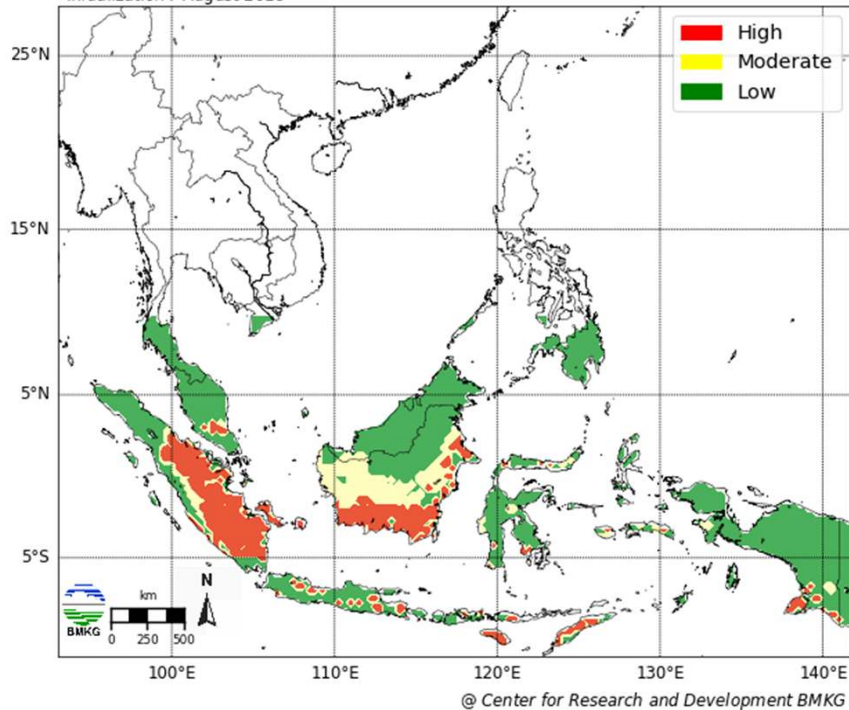 High
Moderate
Low
25°N
15°N
5°N
5°S
km
0 250 500
N
BMKG
100°E 110°E 120°E 130°E 140°E
@ Center for Research and Development BMKG